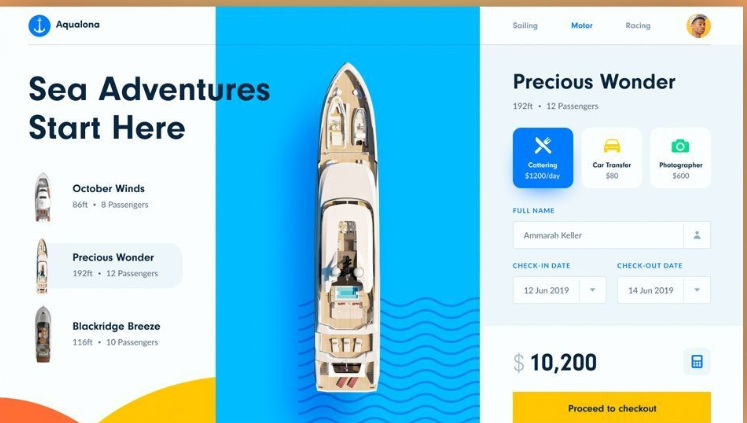 Aqualona
Sailing Motor Racing
Sea Adventures
Start Here
October Winds
86ft • 8 Passengers
Precious Wonder
192ft • 12 Passengers
Blackridge Breeze
116ft • 10 Passengers
Precious Wonder
192ft • 12 Passengers
Cattering
$1200/day
Car Transfer
$80
Photographer
$600
FULL NAME
Ammarah Keller
CHECK-IN DATE
12 Jun 2019
CHECK-OUT DATE
14 Jun 2019
$ 10,200
Proceed to checkout